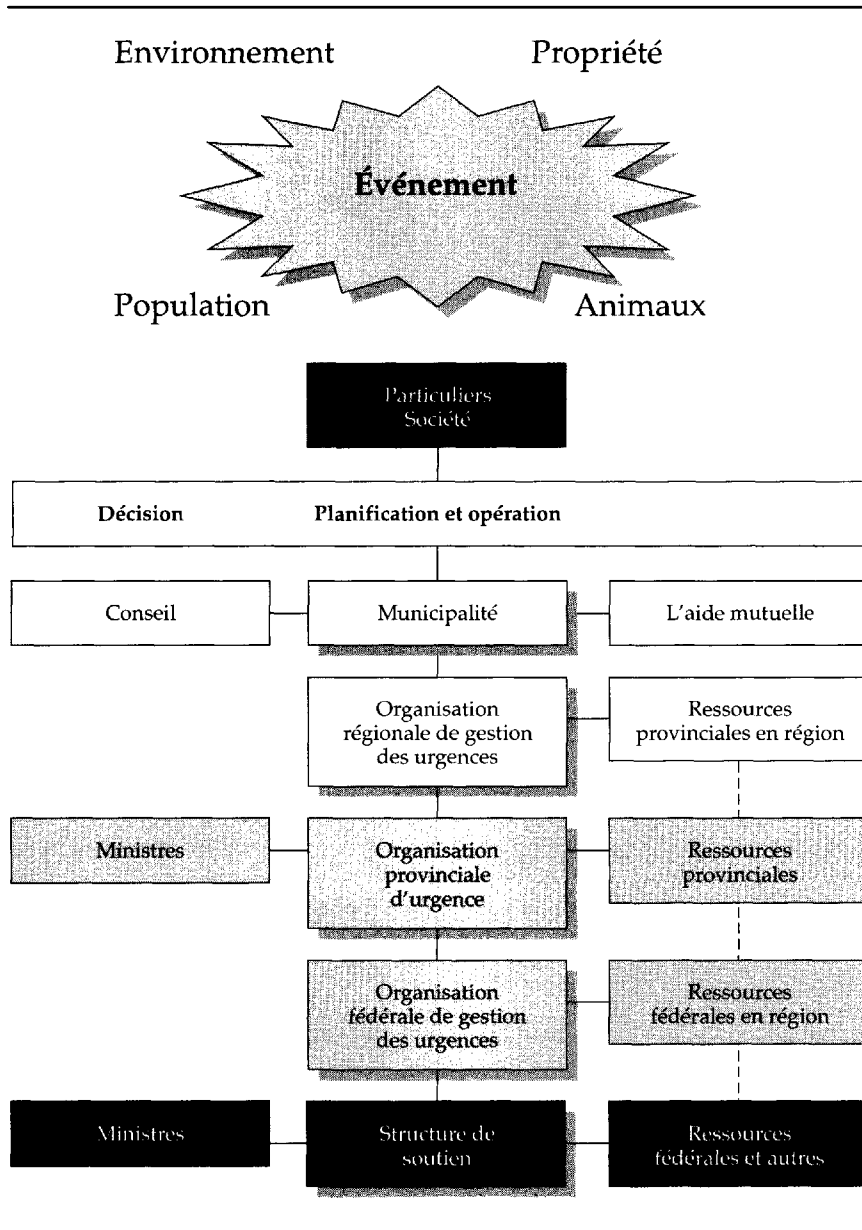 Environnement Propriété
Événement
Population Animaux
Particuliers
Société
Décision Planification et opération
Conseil Municipalité L'aide mutuelle
Organisation
régionale de gestion
des urgences
Ressources
provinciales en région
Ministres
Organisation
provinciale
d'urgence
Ressources
provinciales
Organisation
fédérale de gestion
des urgences
Ressources
fédérales en région
Ministres
Structure de
soutien
Ressources
fédérales et autres